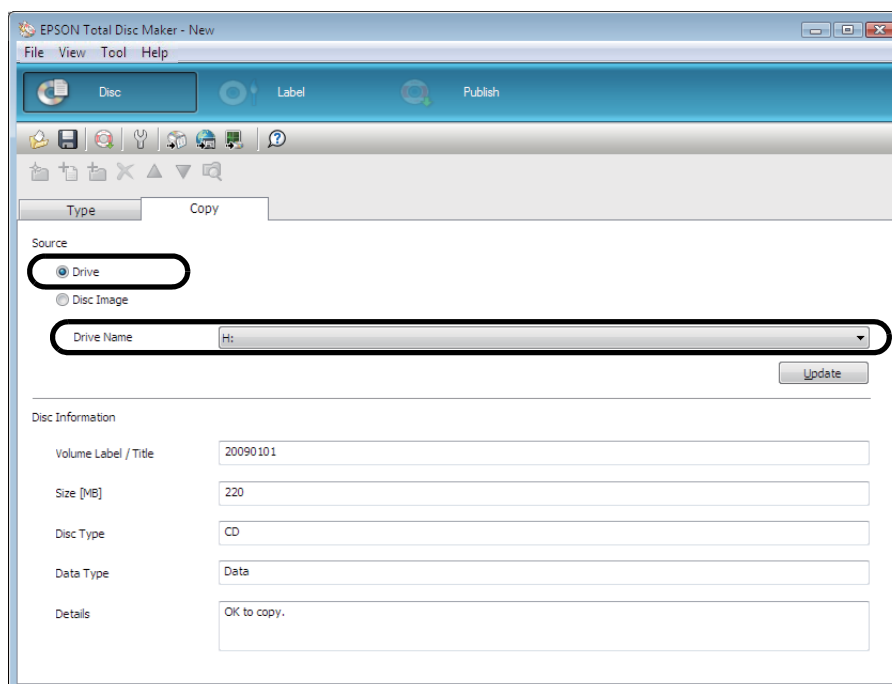 EPSON Total Disc Maker - New
File View Tool Help
Disc Label Publish
Type Copy
Source
Drive
Disc Image
Drive Name H:
Update
Disc Information
Volume Label / Title 20090101
Size [MB] 220
Disc Type CD
Data Type Data
Details OK to copy.